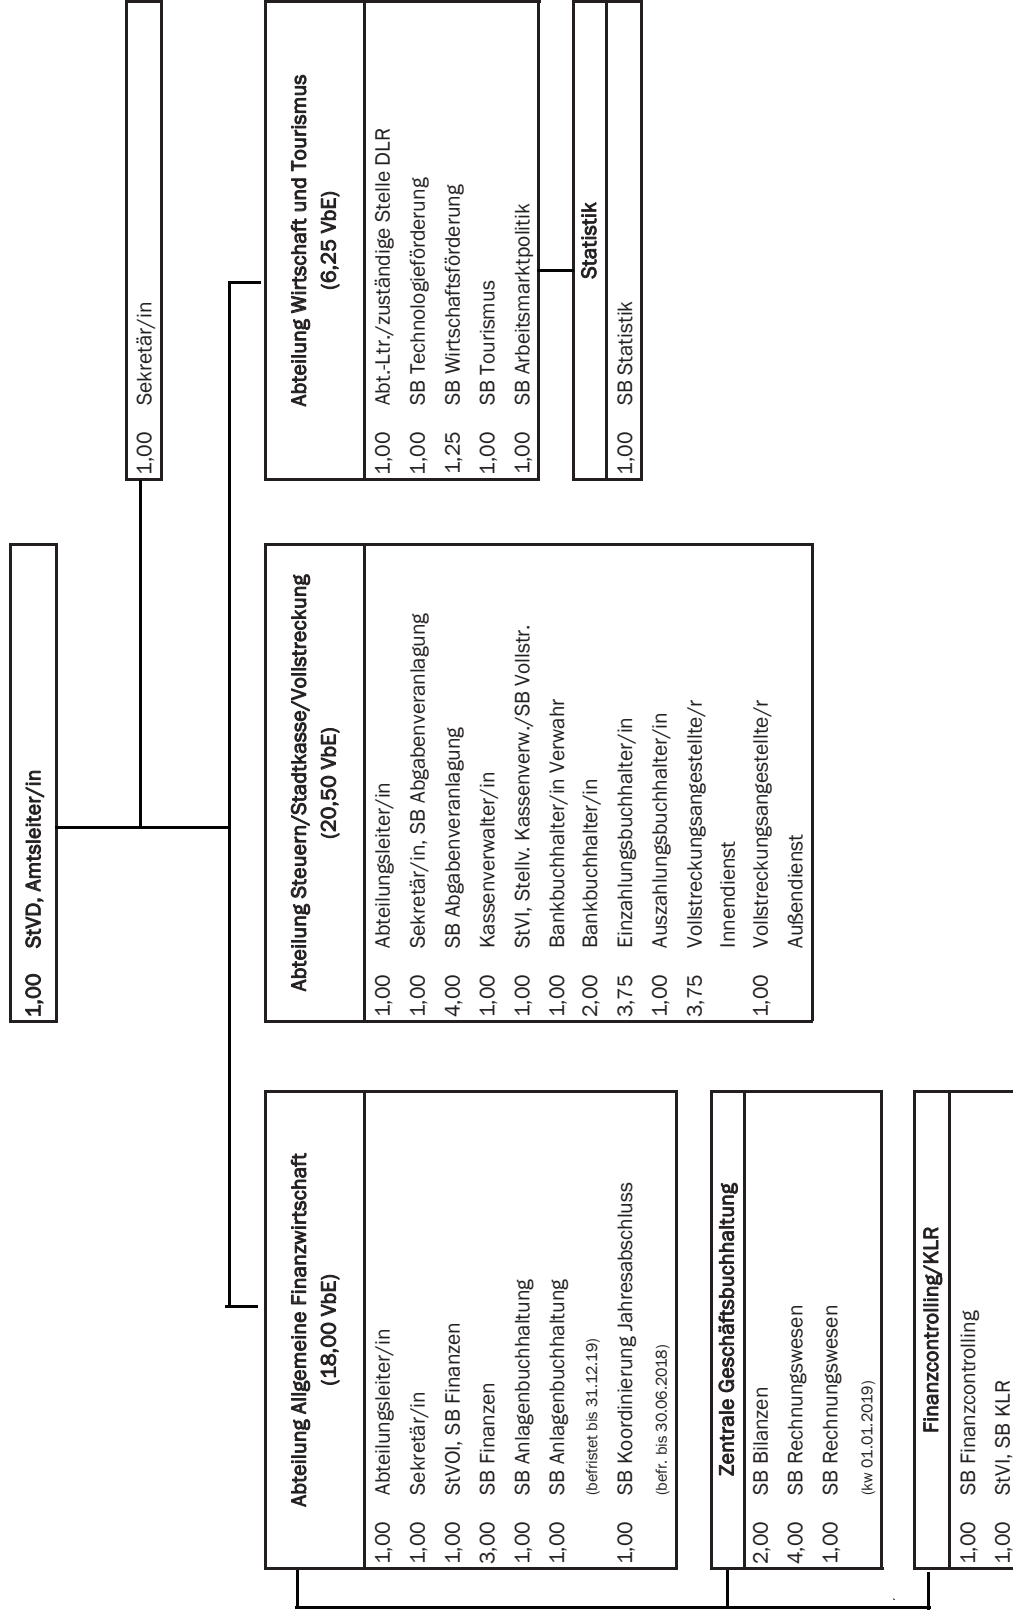 1,00 StVD, Amtsleiter/in
1,00 Sekretär/in
Abteilung Allgemeine Finanzwirtschaft
(18,00 VbE)
1,00 Abteilungsleiter/in
1,00 Sekretär/in
1,00 StVOI, SB Finanzen
3,00 SB Finanzen
1,00 SB Anlagenbuchhaltung
1,00 SB Anlagenbuchhaltung
(befristet bis 31.12.19)
1,00 SB Koordinierung Jahresabschluss
(befr. bis 30.06.2018)
Zentrale Geschäftsbuchhaltung
2,00 SB Bilanzen
4,00 SB Rechnungswesen
1,00 SB Rechnungswesen
(kw 01.01.2019)
Finanzcontrolling/KLR
1,00 SB Finanzcontrolling
1,00 StVI, SB KLR
Abteilung Steuern/Stadtkasse/Vollstreckung
(20,50 VbE)
1,00 Abteilungsleiter/in
1,00 Sekretär/in, SB Abgabenveranlagung
4,00 SB Abgabenveranlagung
1,00 Kassenverwalter/in
1,00 StVI, Stellv. Kassenverw./SB Vollstr.
1,00 Bankbuchhalter/in Verwahr
2,00 Bankbuchhalter/in
3,75 Einzahlungsbuchhalter/in
1,00 Auszahlungsbuchhalter/in
3,75 Vollstreckungsangestellte/r
Innendienst
1,00 Vollstreckungsangestellte/r
Außendienst
Abteilung Wirtschaft und Tourismus
(6,25 VbE)
1,00 Abt.-Ltr./zuständige Stelle DLR
1,00 SB Technologieförderung
1,25 SB Wirtschaftsförderung
1,00 SB Tourismus
1,00 SB Arbeitsmarktpolitik
Statistik
1,00 SB Statistik